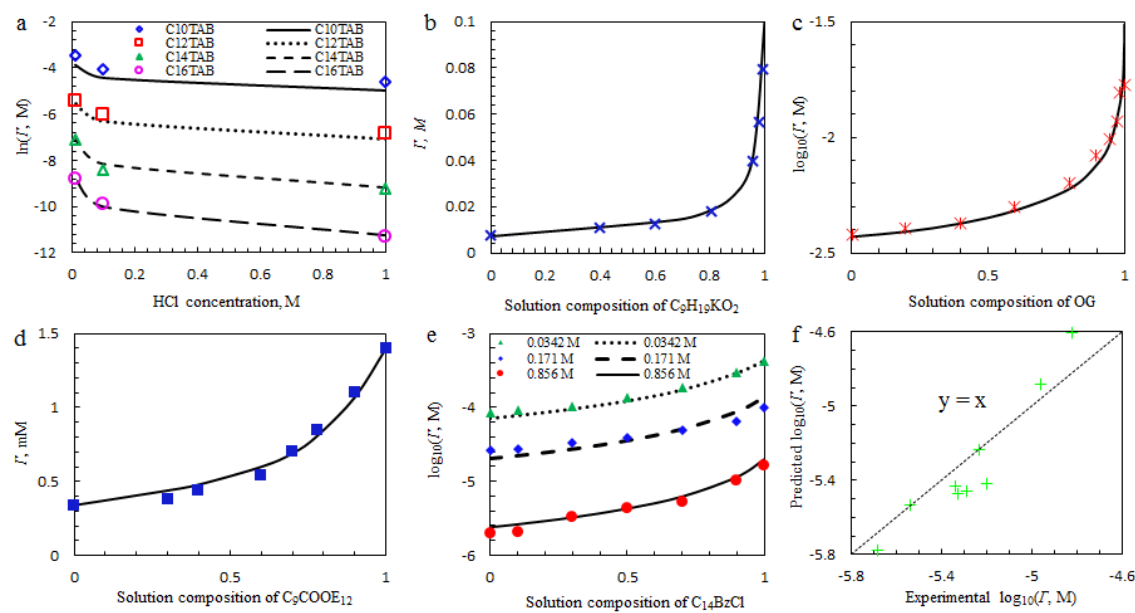 a
C10TAB C10TAB
C12TAB C12TAB
C14TAB C14TAB
C16TAB C16TAB
-2
-4
-6
-8
-10
-12
ln(Γ, M)
0 0.2 0.4 0.6 0.8 1
HCl concentration, M
b
0.1
0.08
0.06
0.04
0.02
0
Γ, M
0 0.2 0.4 0.6 0.8 1
Solution composition of C₉H₁₉KO₂
c
-1.5
-2
-2.5
log₁₀(Γ, M)
0 0.5 1
Solution composition of OG
d
1.5
1
0.5
0
Γ, mM
0 0.5 1
Solution composition of C₉COOE₁₂
e
0.0342 M 0.0342 M
0.171 M 0.171 M
0.856 M 0.856 M
-3
-4
-5
-6
log₁₀(Γ, M)
0 0.5 1
Solution composition of C₁₄BzCl
f
y = x
-4.6
-5
-5.4
-5.8
Predicted log₁₀(Γ, M)
-5.8 -5.4 -5 -4.6
Experimental log₁₀(Γ, M)